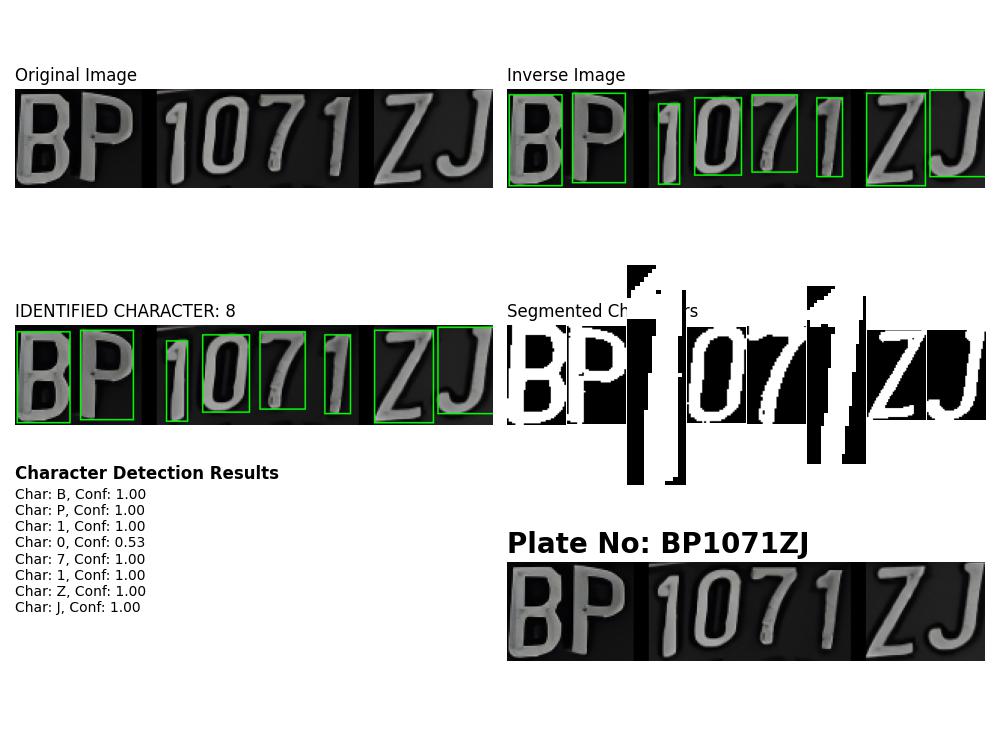 Original Image
BP 1071 ZJ
Inverse Image
BP 1071 ZJ
IDENTIFIED CHARACTER: 8
BP 1071 ZJ
Segmented Ch rs
BP1071ZJ
Character Detection Results
Char: B, Conf: 1.00
Char: P, Conf: 1.00
Char: 1, Conf: 1.00
Char: 0, Conf: 0.53
Char: 7, Conf: 1.00
Char: 1, Conf: 1.00
Char: Z, Conf: 1.00
Char: J, Conf: 1.00
Plate No: BP1071ZJ
BP 1071 ZJ